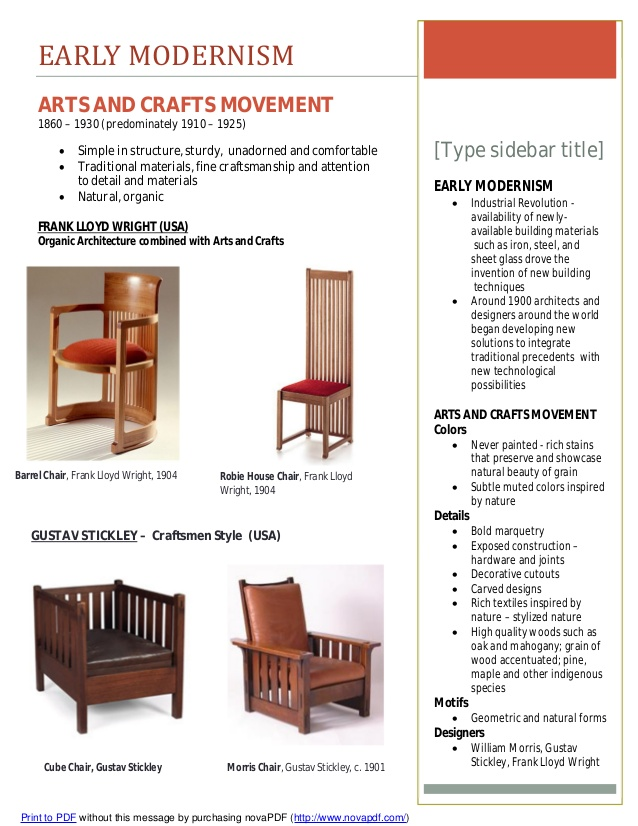 EARLY MODERNISM
ARTS AND CRAFTS MOVEMENT
1860 – 1930 (predominately 1910 – 1925)
• Simple in structure, sturdy, unadorned and comfortable
• Traditional materials, fine craftsmanship and attention
to detail and materials
• Natural, organic
FRANK LLOYD WRIGHT (USA)
Organic Architecture combined with Arts and Crafts
Barrel Chair, Frank Lloyd Wright, 1904
Robie House Chair, Frank Lloyd
Wright, 1904
GUSTAV STICKLEY – Craftsmen Style (USA)
Cube Chair, Gustav Stickley
Morris Chair, Gustav Stickley, c. 1901
[Type sidebar title]
EARLY MODERNISM
• Industrial Revolution -
availability of newly-
available building materials
such as iron, steel, and
sheet glass drove the
invention of new building
techniques
• Around 1900 architects and
designers around the world
began developing new
solutions to integrate
traditional precedents with
new technological
possibilities
ARTS AND CRAFTS MOVEMENT
Colors
• Never painted - rich stains
that preserve and showcase
natural beauty of grain
• Subtle muted colors inspired
by nature
Details
• Bold marquetry
• Exposed construction –
hardware and joints
• Decorative cutouts
• Carved designs
• Rich textiles inspired by
nature – stylized nature
• High quality woods such as
oak and mahogany; grain of
wood accentuated; pine,
maple and other indigenous
species
Motifs
• Geometric and natural forms
Designers
• William Morris, Gustav
Stickley, Frank Lloyd Wright
Print to PDF without this message by purchasing novaPDF (http://www.novapdf.com/)